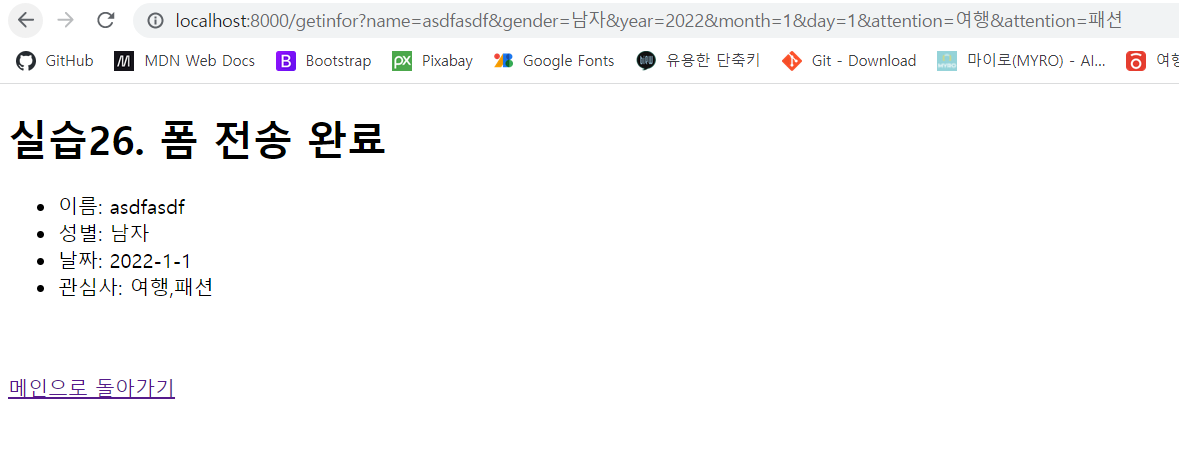 localhost:8000/getinfor?name=asdfasdf&gender=남자&year=2022&month=1&day=1&attention=여행&attention=패션
GitHub MDN Web Docs Bootstrap Pixabay Google Fonts 유용한 단축키 Git - Download 마이로(MYRO) - AI...
실습26. 폼 전송 완료
• 이름: asdfasdf
• 성별: 남자
• 날짜: 2022-1-1
• 관심사: 여행,패션
메인으로 돌아가기